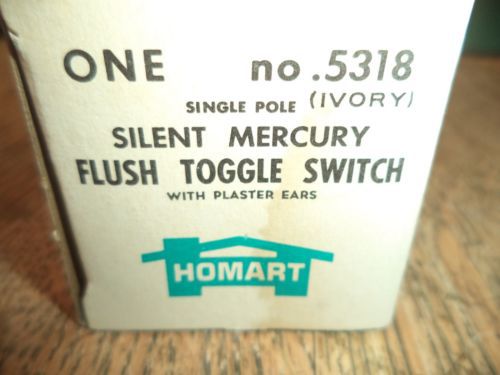 ONE no.5318
SINGLE POLE (IVORY)
SILENT MERCURY
FLUSH TOGGLE SWITCH
WITH PLASTER EARS
HOMART